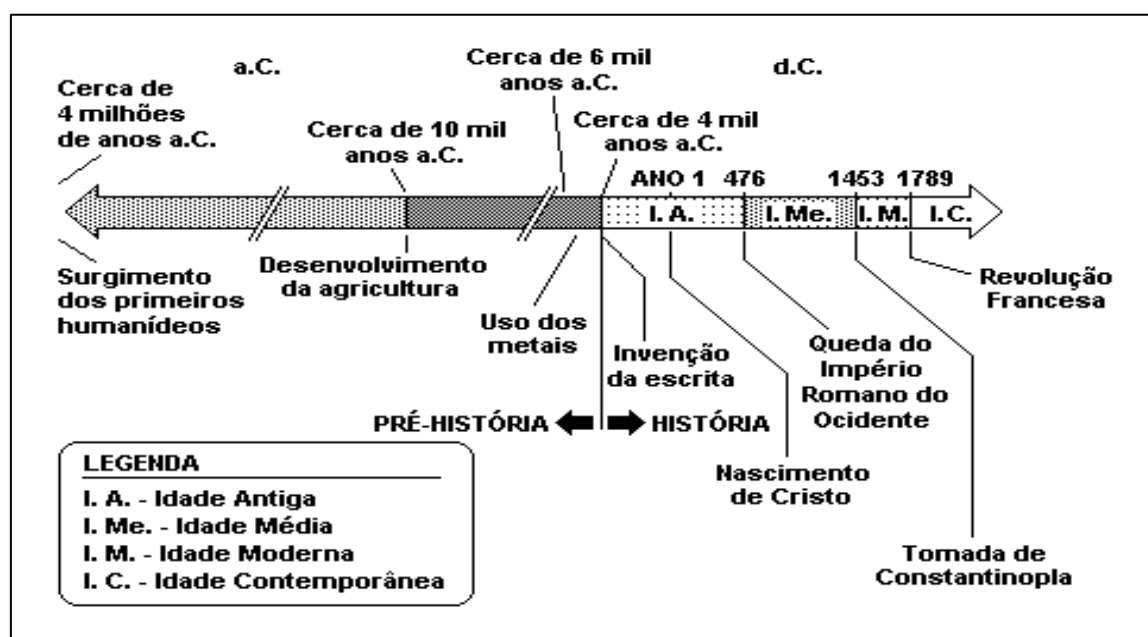 a.C.
d.C.
Cerca de
4 milhões
de anos a.C.
Cerca de 10 mil
anos a.C.
Cerca de 6 mil
anos a.C.
Cerca de 4 mil
anos a.C.
ANO 1
476
1453
1789
I. A.
I. Me.
I. M.
I. C.
Surgimento
dos primeiros
humanídeos
Desenvolvimento
da agricultura
Uso dos
metais
Invenção
da escrita
Nascimento
de Cristo
Queda do
Império
Romano do
Ocidente
Tomada de
Constantinopla
Revolução
Francesa
PRÉ-HISTÓRIA
HISTÓRIA
LEGENDA
I. A. - Idade Antiga
I. Me. - Idade Média
I. M. - Idade Moderna
I. C. - Idade Contemporânea